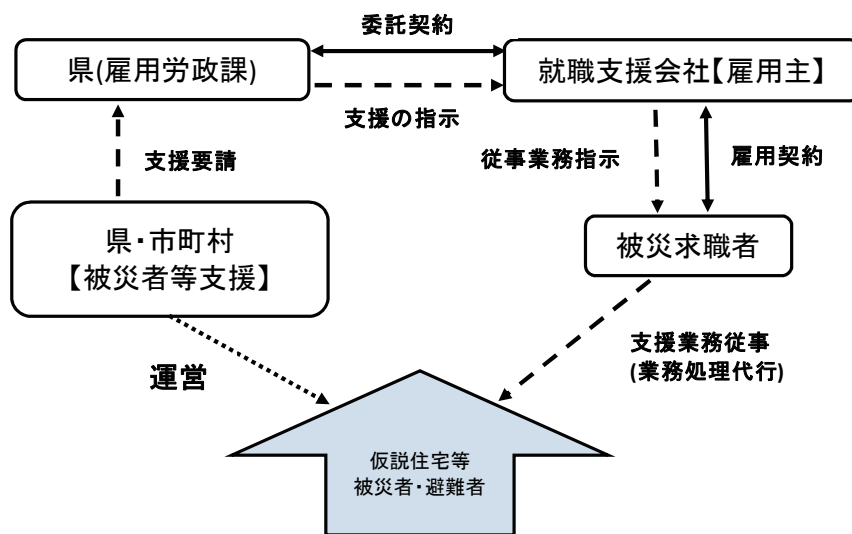 委託契約
県(雇用労政課)
就職支援会社【雇用主】
支援の指示
支援要請
従事業務指示
雇用契約
県・市町村
【被災者等支援】
被災求職者
支援業務従事
(業務処理代行)
運営
仮説住宅等
被災者・避難者